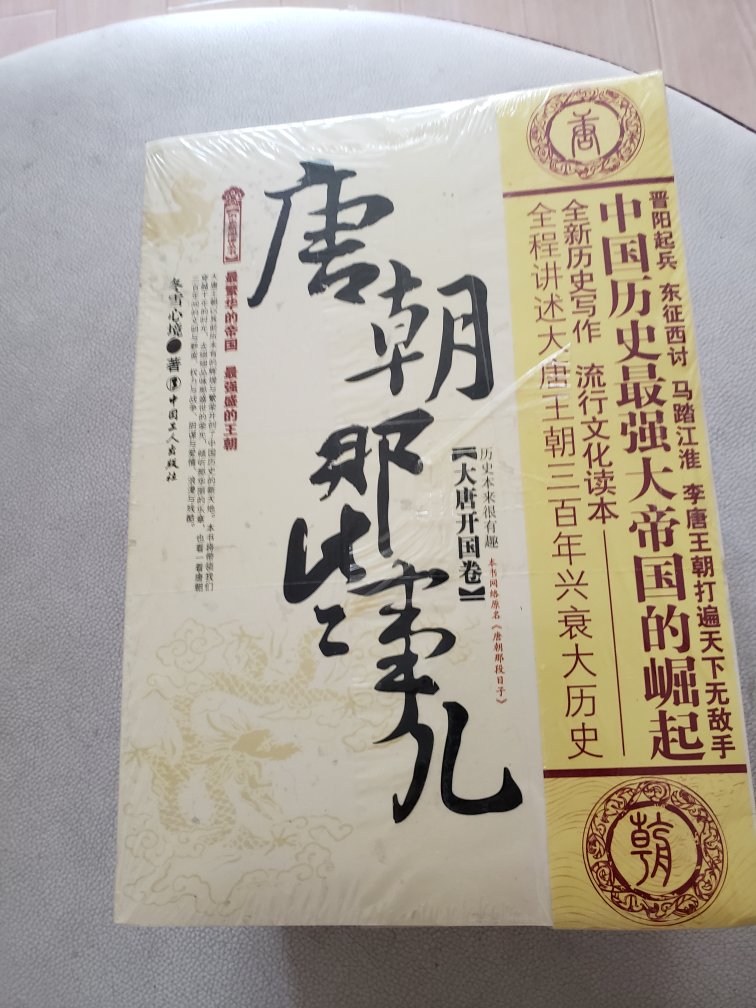 唐
晋阳起兵 东征西讨 马踏江淮 李唐王朝打遍天下无敌手
中国历史最强大帝国的崛起
全新历史写作 流行文化读本——
全程讲述大唐王朝三百年兴衰大历史
朝
唐朝那些事儿
历史本来很有趣
【大唐开国卷】
本书网络原名《唐朝那段日子》
最繁华的帝国 最强盛的王朝
冬雪心境 著
中国工人出版社